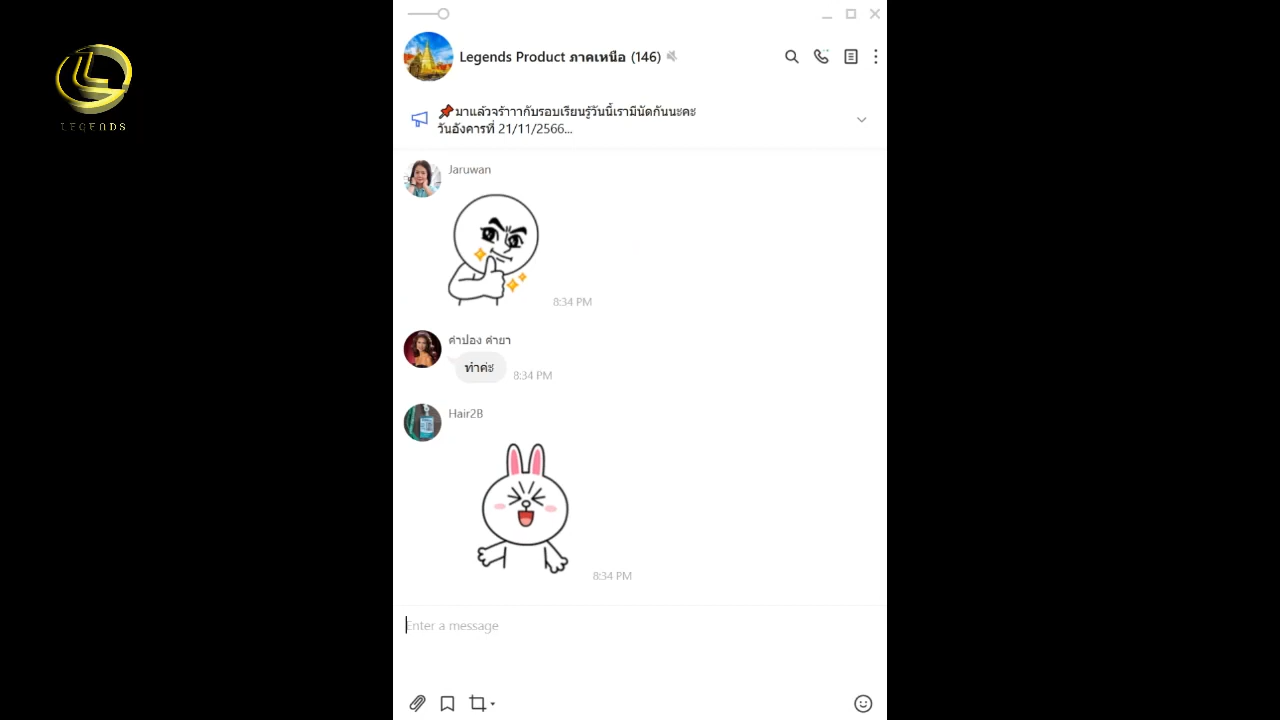 LEGENDS
Legends Product ภาคเหนือ (146)
📌มาแล้วจร้าาากับรอบเรียนรู้วันนี้เรามีนัดกันนะคะ
วันอังคารที่ 21/11/2566...
Jaruwan
8:34 PM
คำปอง คำยา
ทำค่ะ
8:34 PM
Hair2B
8:34 PM
Enter a message